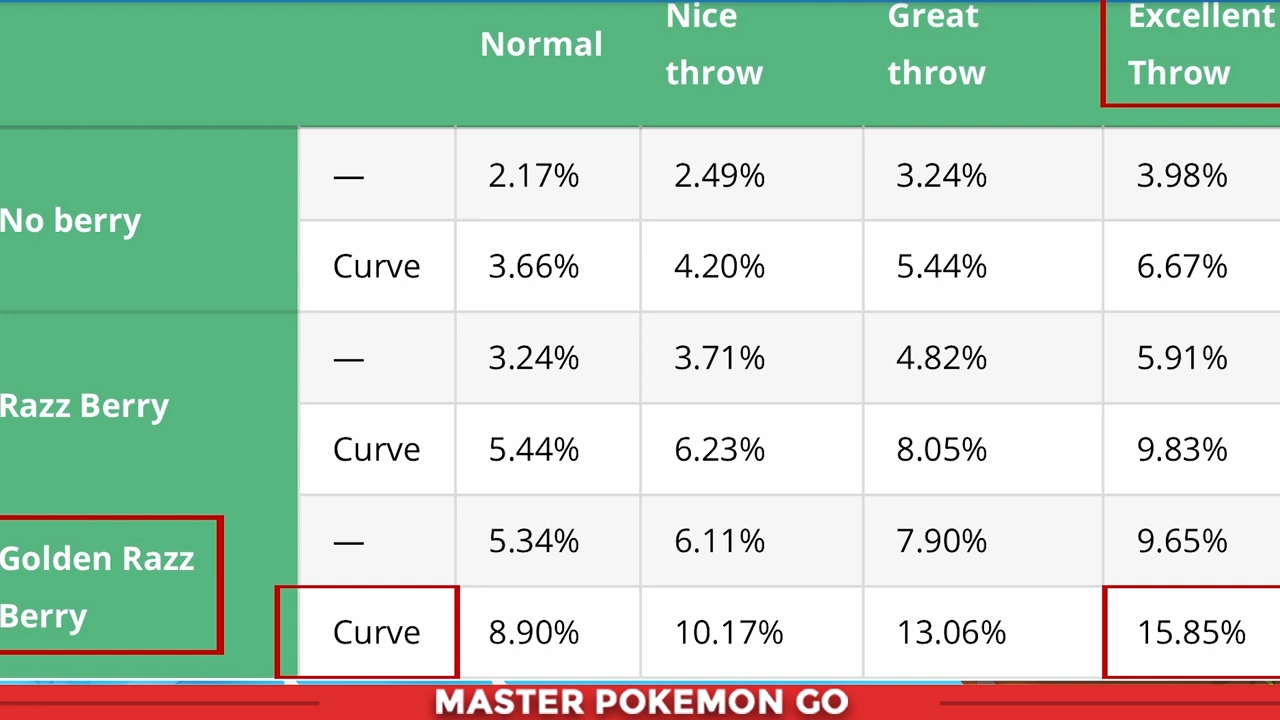 Normal Nice throw Great throw Excellent Throw
No berry — 2.17% 2.49% 3.24% 3.98%
Curve 3.66% 4.20% 5.44% 6.67%
Razz Berry — 3.24% 3.71% 4.82% 5.91%
Curve 5.44% 6.23% 8.05% 9.83%
Golden Razz Berry — 5.34% 6.11% 7.90% 9.65%
Curve 8.90% 10.17% 13.06% 15.85%
MASTER POKEMON GO